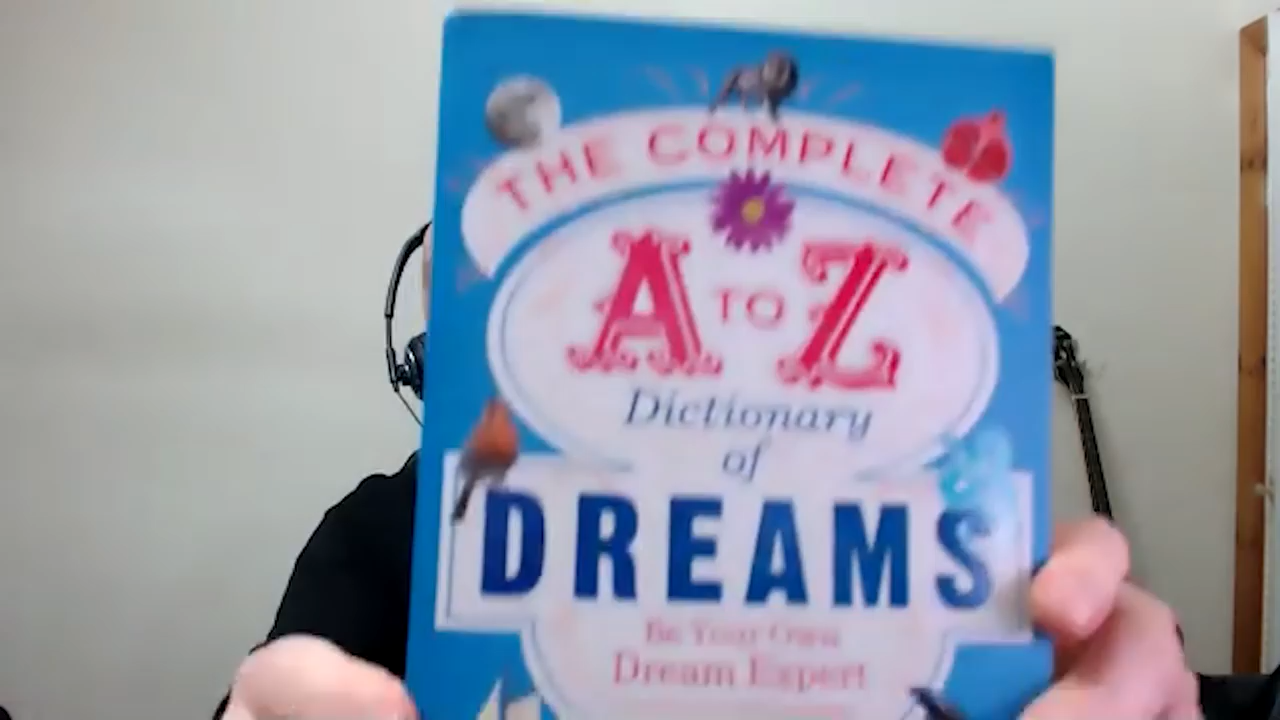 THE COMPLETE
A TO Z
Dictionary
of
DREAMS
Be Your Own
Dream Expert